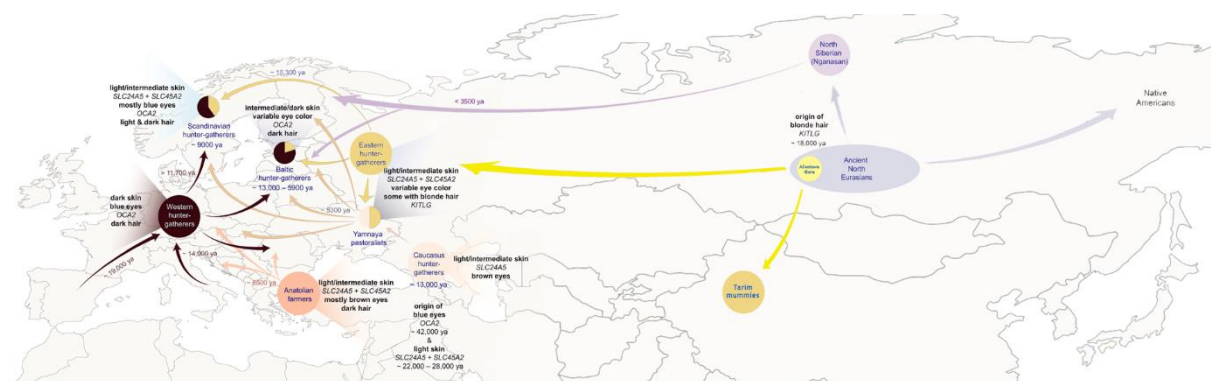 light/intermediate skin
SLC24A5 + SLC45A2
mostly blue eyes
OCA2
light & dark hair
Scandinavian
hunter-gatherers
~ 9000 ya
~ 10,300 ya
intermediate/dark skin
variable eye color
OCA2
dark hair
Baltic
hunter-gatherers
~ 13,000 – 5900 ya
Eastern
hunter-
gatherers
light/intermediate skin
SLC24A5 + SLC45A2
variable eye color
some with blonde hair
KITLG
< 3500 ya
North
Siberian
(Nganasan)
Native
Americans
origin of
blonde hair
KITLG
~ 18,000 ya
Ancient
North
Eurasians
> 11,700 ya
dark skin
blue eyes
OCA2
dark hair
Western
hunter-
gatherers
~ 5300 ya
Yamnaya
pastoralists
~ 19,000 ya
~ 14,000 ya
~ 8500 ya
Anatolian
farmers
light/intermediate skin
SLC24A5 + SLC45A2
mostly brown eyes
dark hair
Caucasus
hunter-
gatherers
~ 13,000 ya
light/intermediate skin
SLC24A5
brown eyes
origin of
blue eyes
OCA2
~ 42,000 ya
&
light skin
SLC24A5 + SLC45A2
~ 22,000 – 28,000 ya
Tarim
mummies